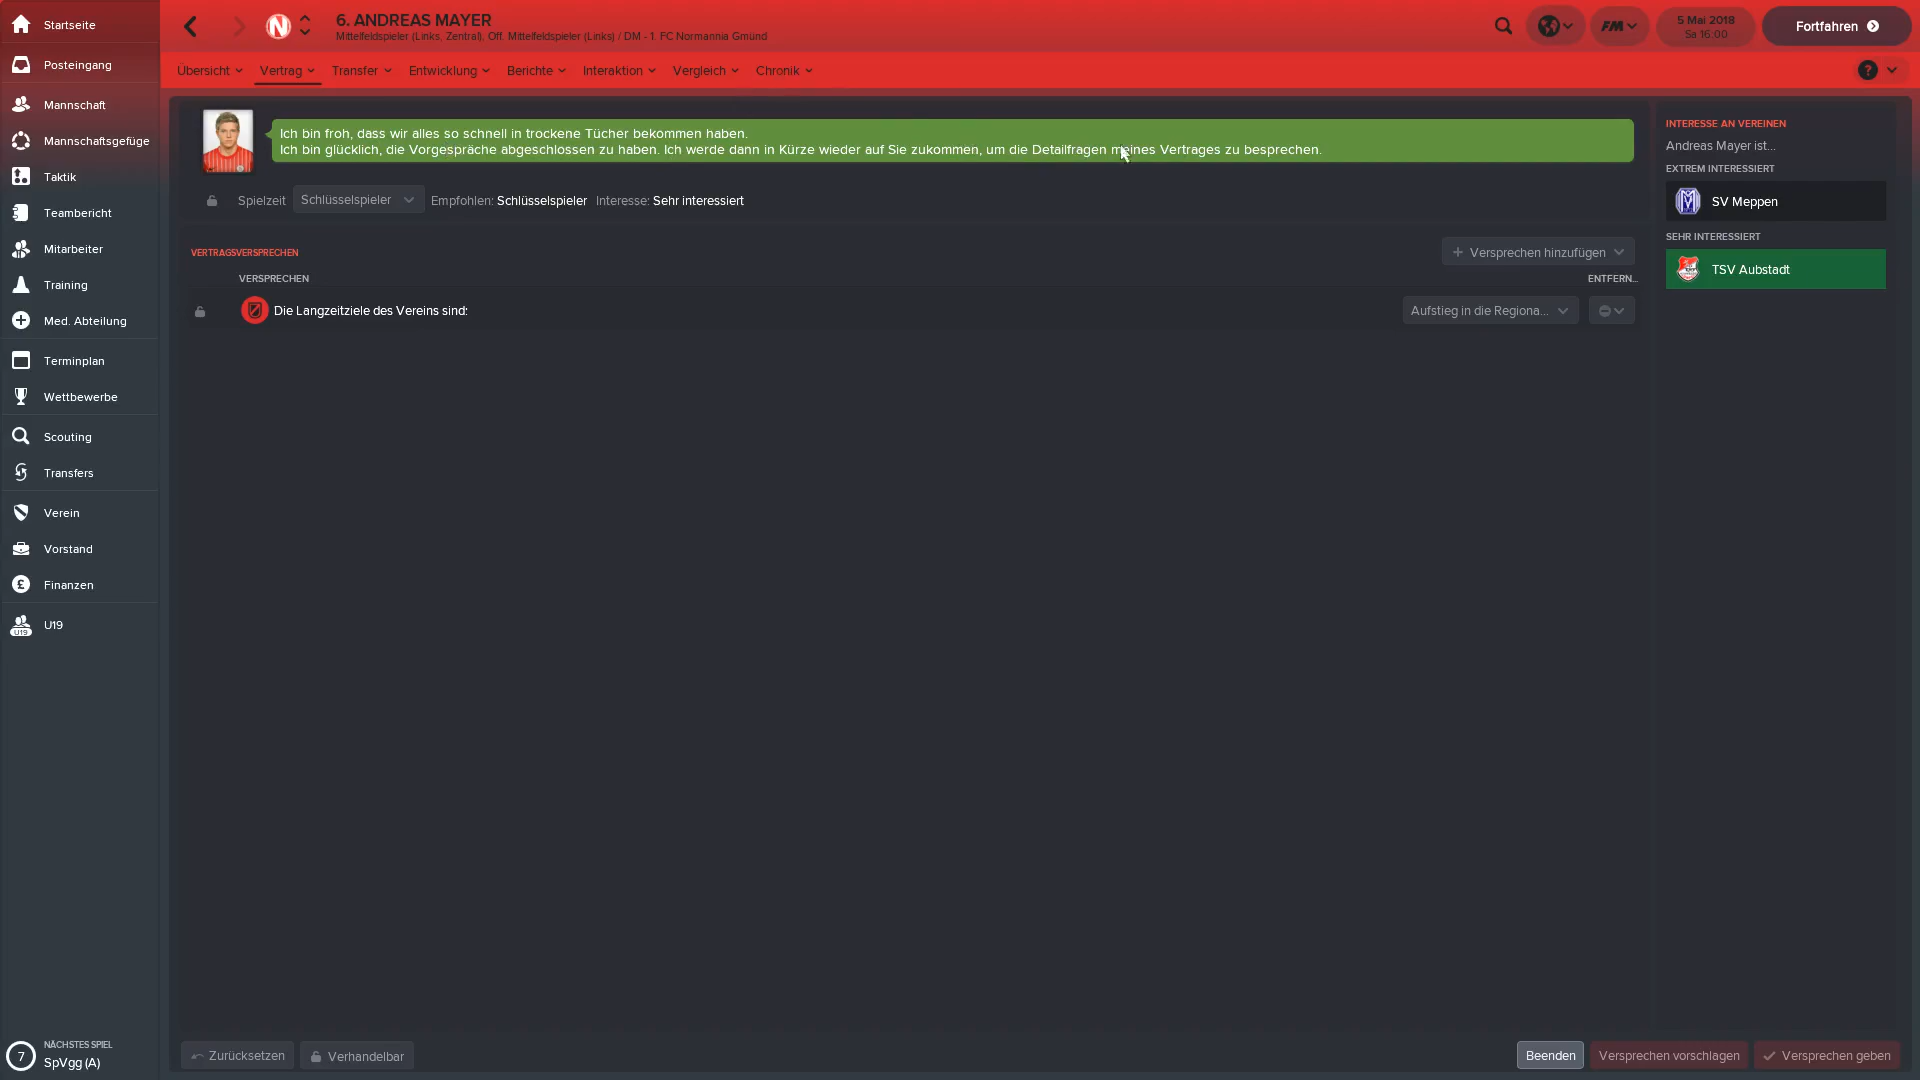 Startseite
Posteingang
Mannschaft
Mannschaftsgefüge
Taktik
Teambericht
Mitarbeiter
Training
Med. Abteilung
Terminplan
Wettbewerbe
Scouting
Transfers
Verein
Vorstand
Finanzen
U19
U19
7
NÄCHSTES SPIEL
SpVgg (A)
N
6. ANDREAS MAYER
Mittelfeldspieler (Links, Zentral), Off. Mittelfeldspieler (Links) / DM - 1. FC Normannia Gmünd
FM
5 Mai 2018
Sa 16:00
Fortfahren
Übersicht
Vertrag
Transfer
Entwicklung
Berichte
Interaktion
Vergleich
Chronik
?
Ich bin froh, dass wir alles so schnell in trockene Tücher bekommen haben.
Ich bin glücklich, die Vorgespräche abgeschlossen zu haben. Ich werde dann in Kürze wieder auf Sie zukommen, um die Detailfragen meines Vertrages zu besprechen.
Spielzeit
Schlüsselspieler
Empfohlen: Schlüsselspieler
Interesse: Sehr interessiert
VERTRAGSVERSPRECHEN
Versprechen hinzufügen
VERSPRECHEN
ENTFERN...
Die Langzeitziele des Vereins sind:
Aufstieg in die Regiona...
INTERESSE AN VEREINEN
Andreas Mayer ist...
EXTREM INTERESSIERT
SV Meppen
SEHR INTERESSIERT
TSV Aubstadt
Zurücksetzen
Verhandelbar
Beenden
Versprechen vorschlagen
Versprechen geben